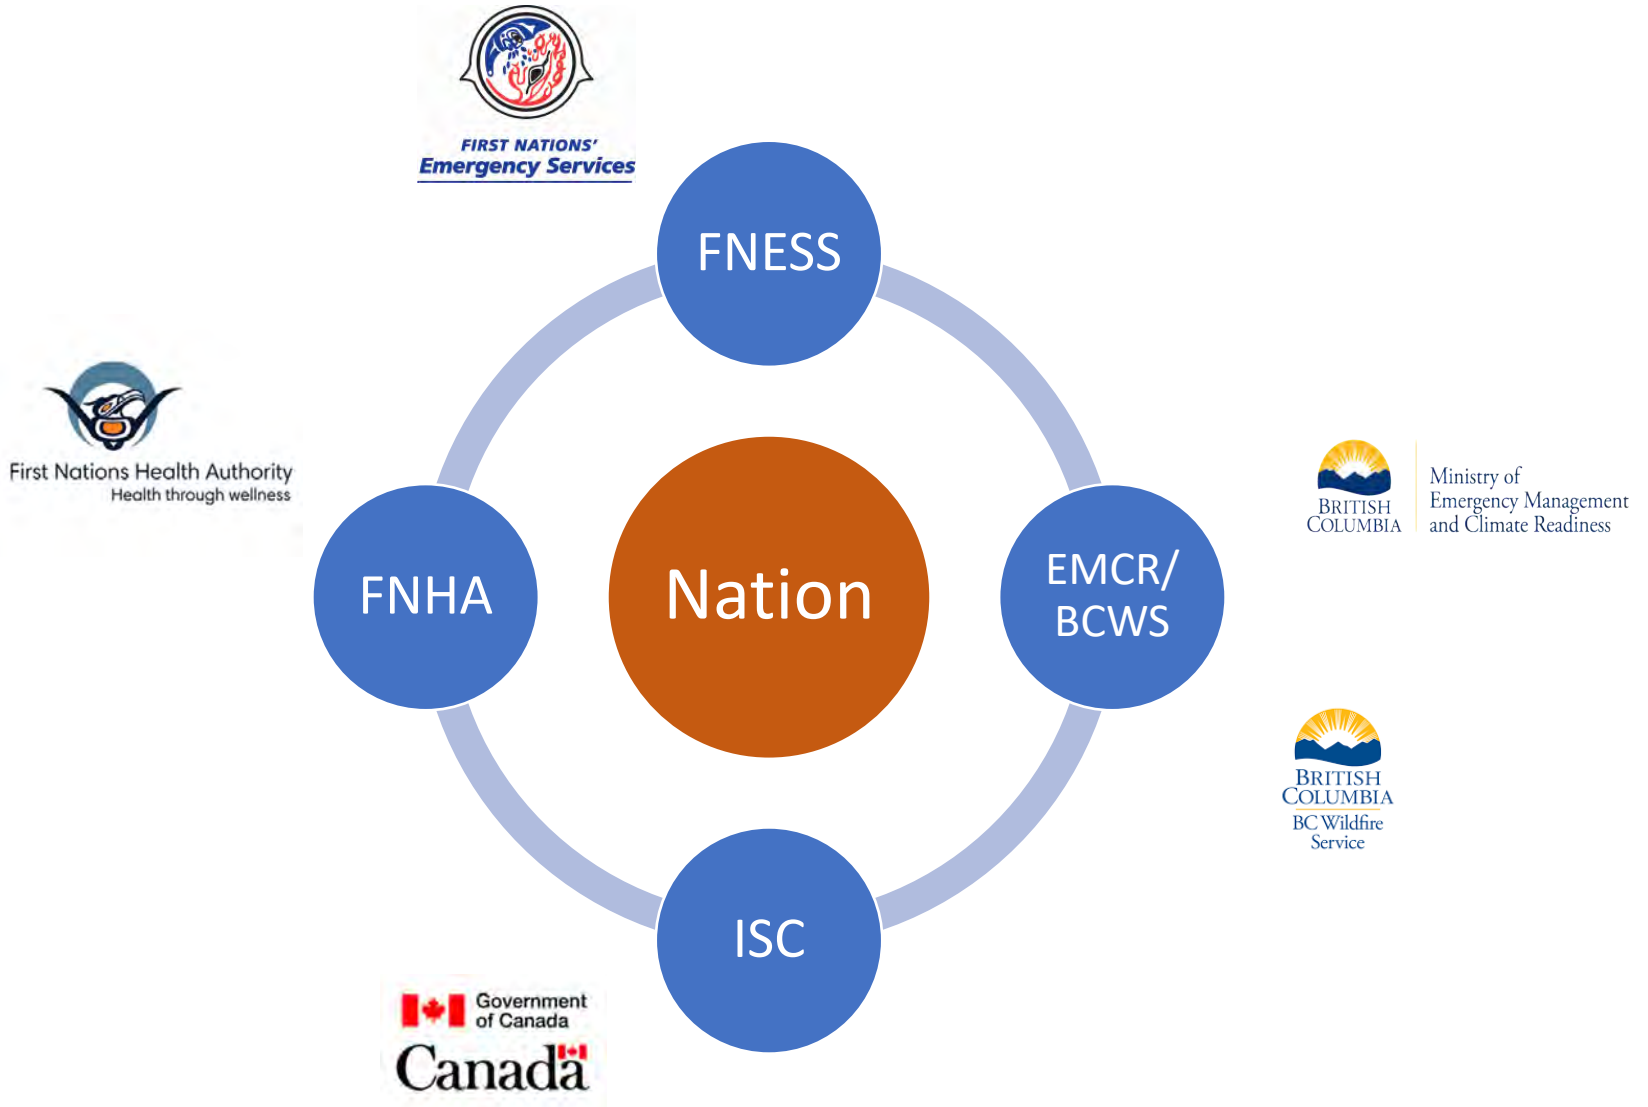 FIRST NATIONS'
Emergency Services
FNESS
First Nations Health Authority
Health through wellness
FNHA
Nation
EMCR/
BCWS
BRITISH
COLUMBIA
Ministry of
Emergency Management
and Climate Readiness
BRITISH
COLUMBIA
BC Wildfire
Service
ISC
Government
of Canada
Canada